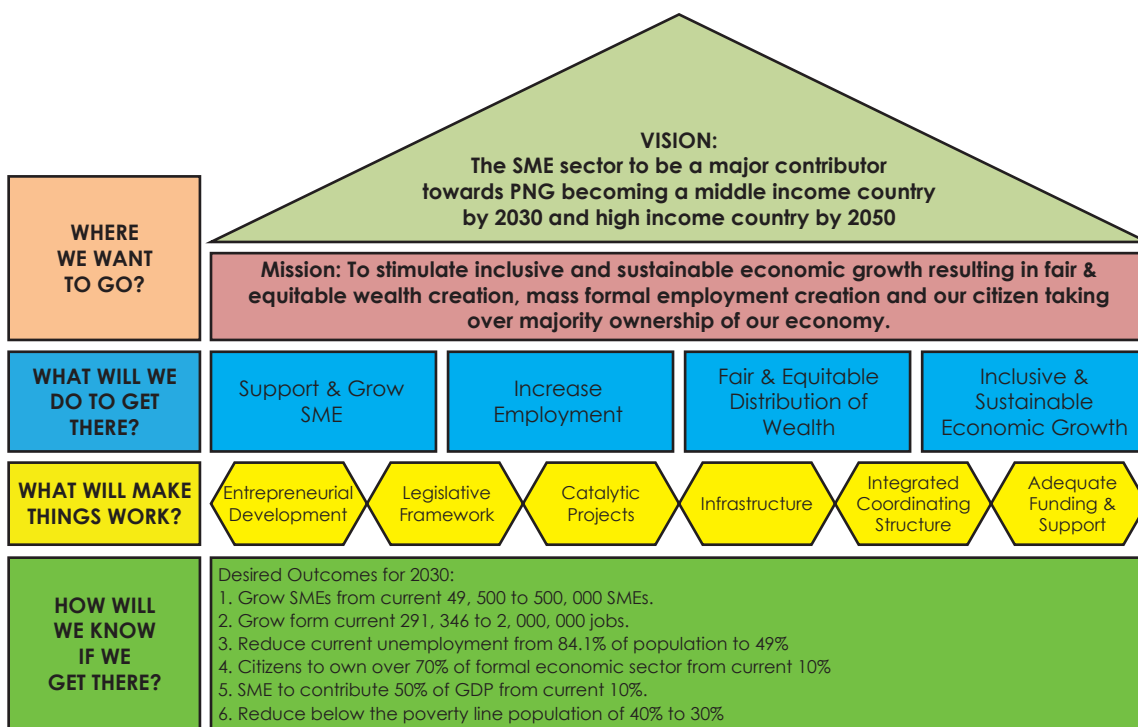 VISION:
The SME sector to be a major contributor
towards PNG becoming a middle income country
by 2030 and high income country by 2050
WHERE
WE WANT
TO GO?
Mission: To stimulate inclusive and sustainable economic growth resulting in fair &
equitable wealth creation, mass formal employment creation and our citizen taking
over majority ownership of our economy.
WHAT WILL WE
DO TO GET
THERE?
Support & Grow
SME
Increase
Employment
Fair & Equitable
Distribution of
Wealth
Inclusive &
Sustainable
Economic Growth
WHAT WILL MAKE
THINGS WORK?
Entrepreneurial
Development
Legislative
Framework
Catalytic
Projects
Infrastructure
Integrated
Coordinating
Structure
Adequate
Funding &
Support
HOW WILL
WE KNOW
IF WE
GET THERE?
Desired Outcomes for 2030:
1. Grow SMEs from current 49, 500 to 500, 000 SMEs.
2. Grow form current 291, 346 to 2, 000, 000 jobs.
3. Reduce current unemployment from 84.1% of population to 49%
4. Citizens to own over 70% of formal economic sector from current 10%
5. SME to contribute 50% of GDP from current 10%.
6. Reduce below the poverty line population of 40% to 30%